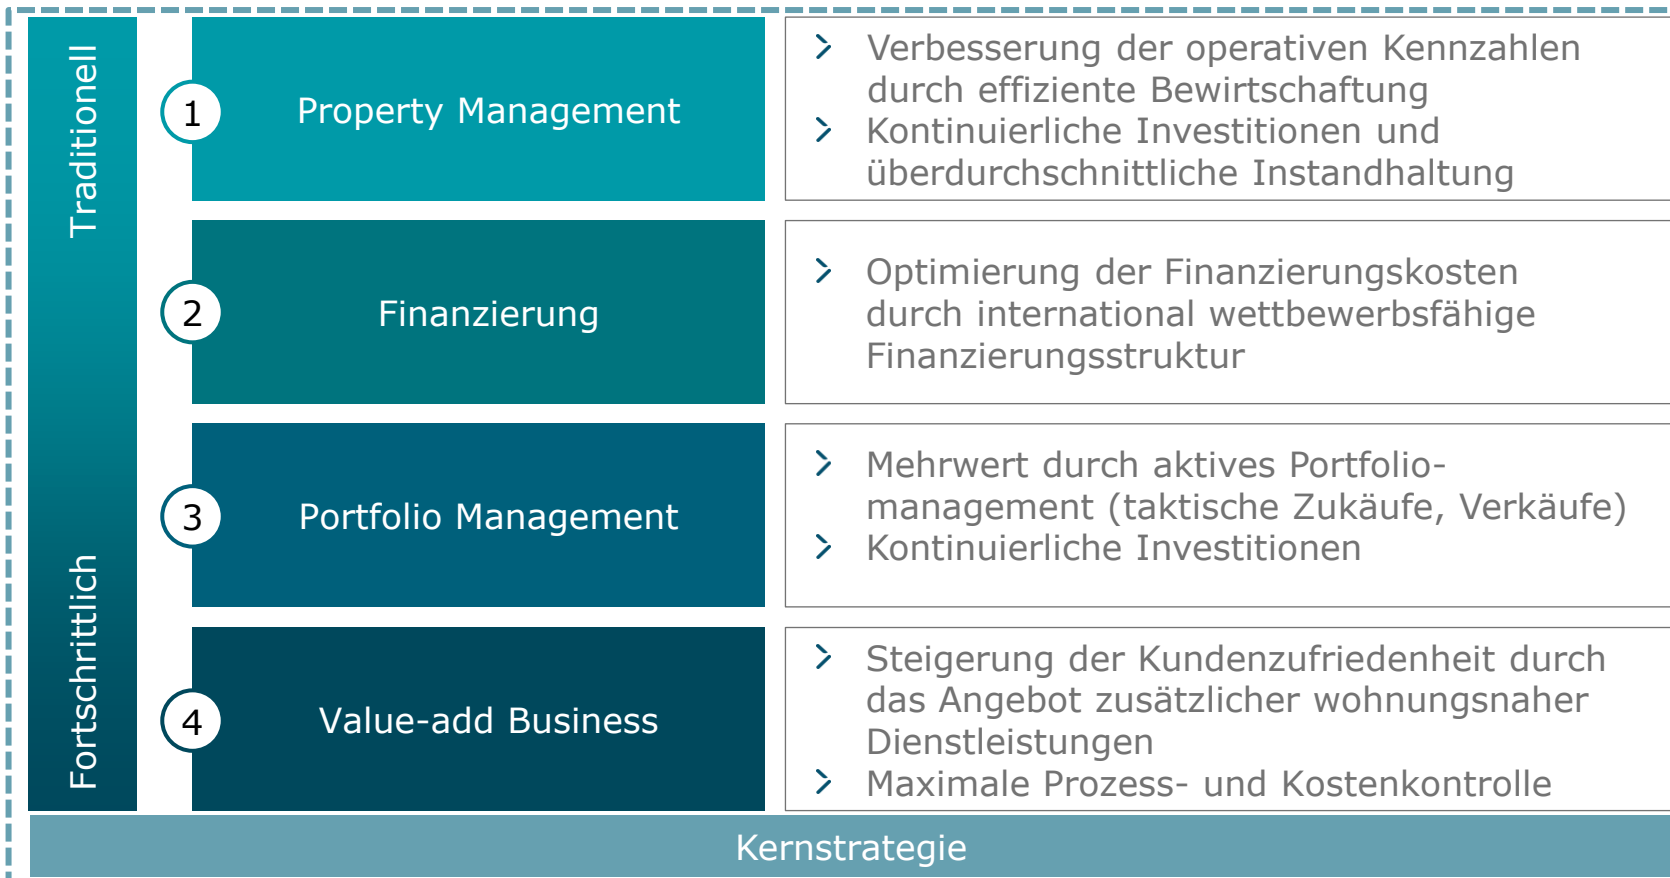 Traditionell
1
Property Management
Verbesserung der operativen Kennzahlen
durch effiziente Bewirtschaftung
Kontinuierliche Investitionen und
überdurchschnittliche Instandhaltung
2
Finanzierung
Optimierung der Finanzierungskosten
durch international wettbewerbsfähige
Finanzierungsstruktur
3
Portfolio Management
Mehrwert durch aktives Portfolio-
management (taktische Zukäufe, Verkäufe)
Kontinuierliche Investitionen
Fortschrittlich
4
Value-add Business
Steigerung der Kundenzufriedenheit durch
das Angebot zusätzlicher wohnungsnaher
Dienstleistungen
Maximale Prozess- und Kostenkontrolle
Kernstrategie